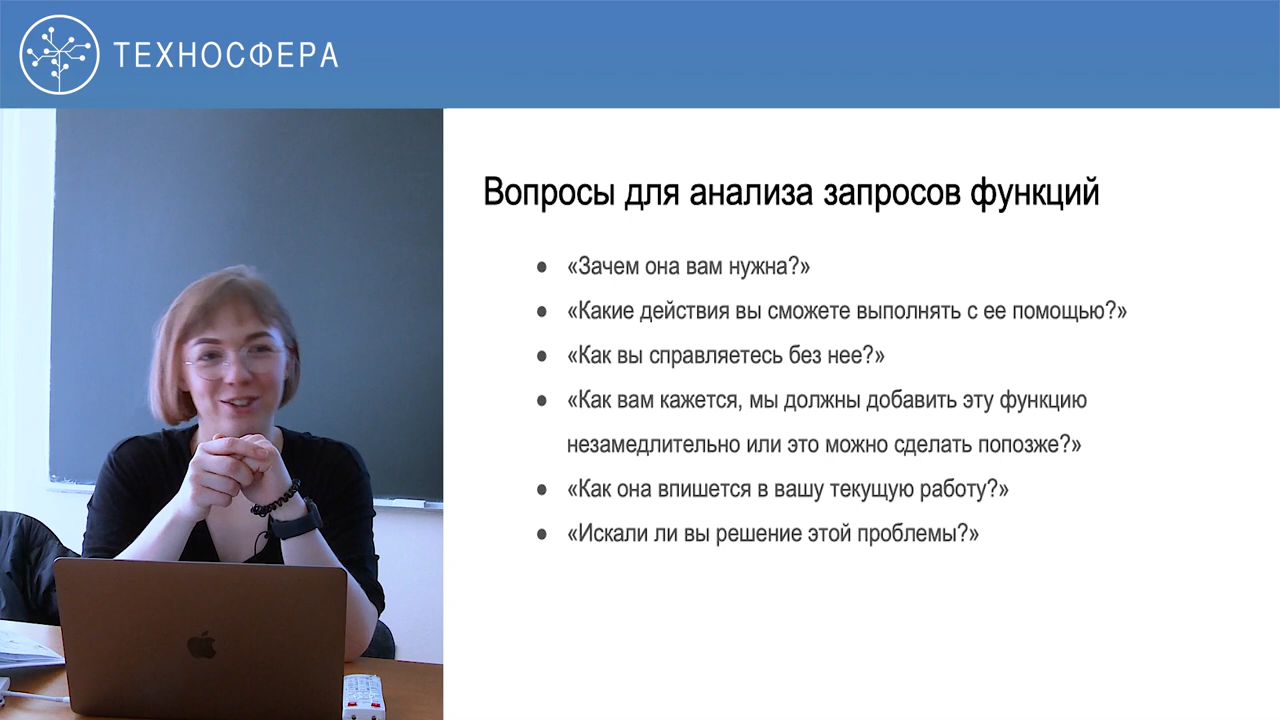 ТЕХНОСФЕРА
Вопросы для анализа запросов функций
● «Зачем она вам нужна?»
● «Какие действия вы сможете выполнять с ее помощью?»
● «Как вы справляетесь без нее?»
● «Как вам кажется, мы должны добавить эту функцию
незамедлительно или это можно сделать попозже?»
● «Как она впишется в вашу текущую работу?»
● «Искали ли вы решение этой проблемы?»